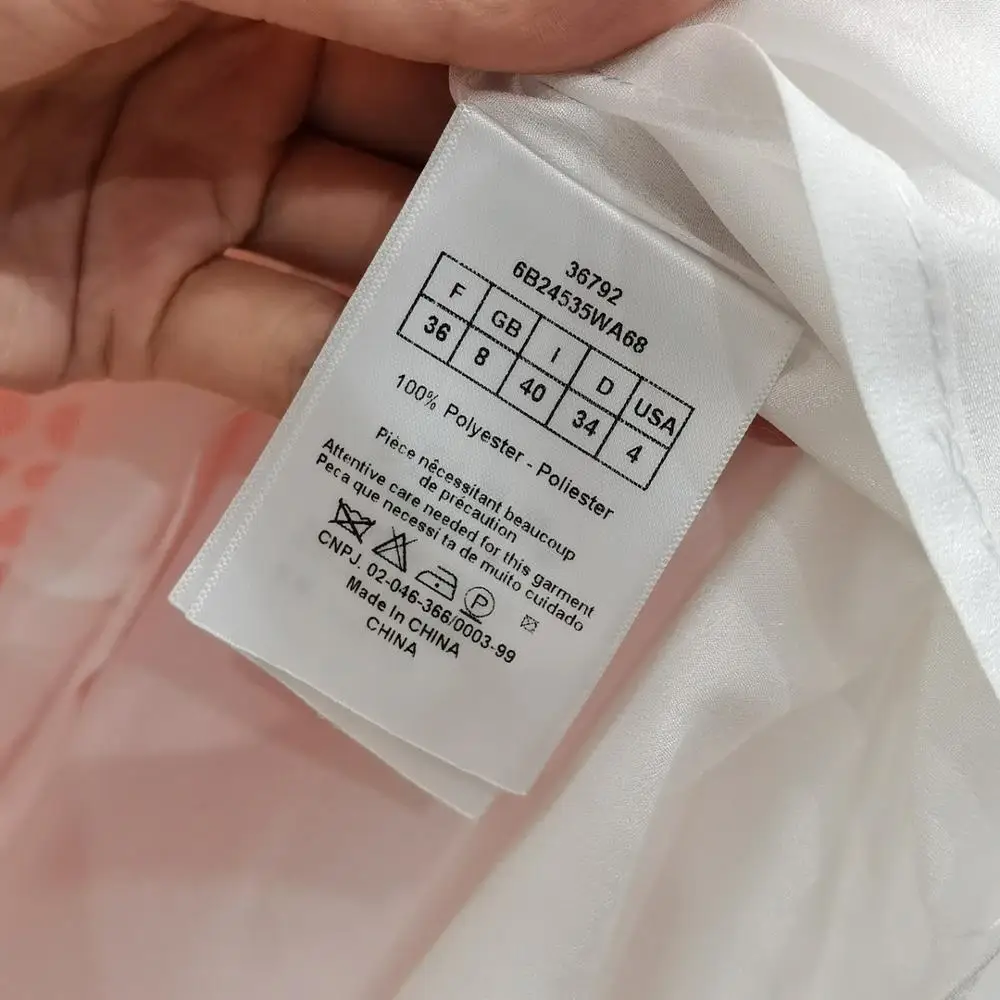 36792
6B24535WA68
F GB I D USA
36 8 40 34 4
100% Polyester - Poliester
Pièce nêcessitant beaucoup
de prècaution
Attentive care needed for this garment
Peca que necessi ta de muito cuidado
P
CNPJ. 02-046-366/0003-99
Made In CHINA
CHINA